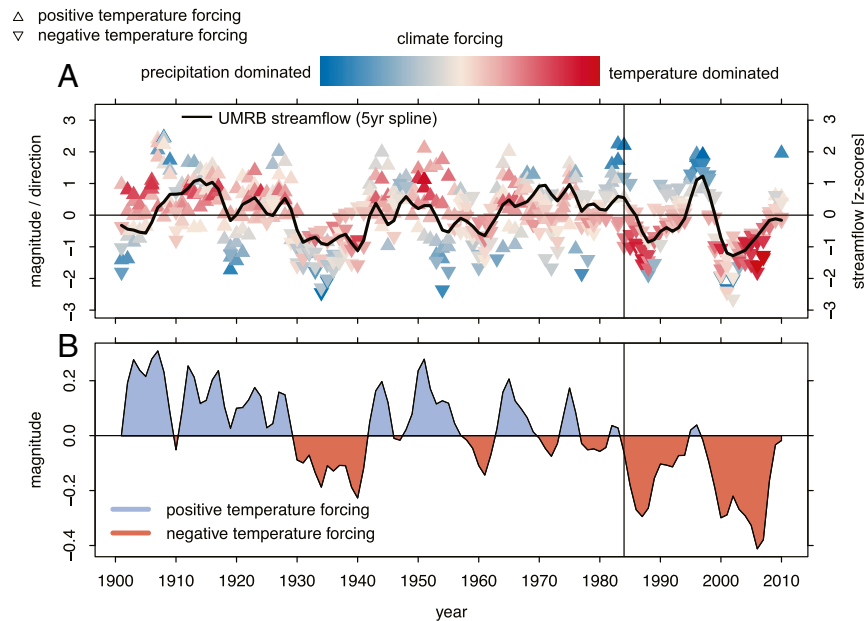 △ positive temperature forcing
▽ negative temperature forcing
climate forcing
A
precipitation dominated
temperature dominated
UMRB streamflow (5yr spline)
magnitude / direction
3
2
1
0
−1
−2
−3
streamflow [z-scores]
3
2
1
0
−1
−2
−3
B
magnitude
0.2
0.0
−0.2
−0.4
positive temperature forcing
negative temperature forcing
1900 1910 1920 1930 1940 1950 1960 1970 1980 1990 2000 2010
year